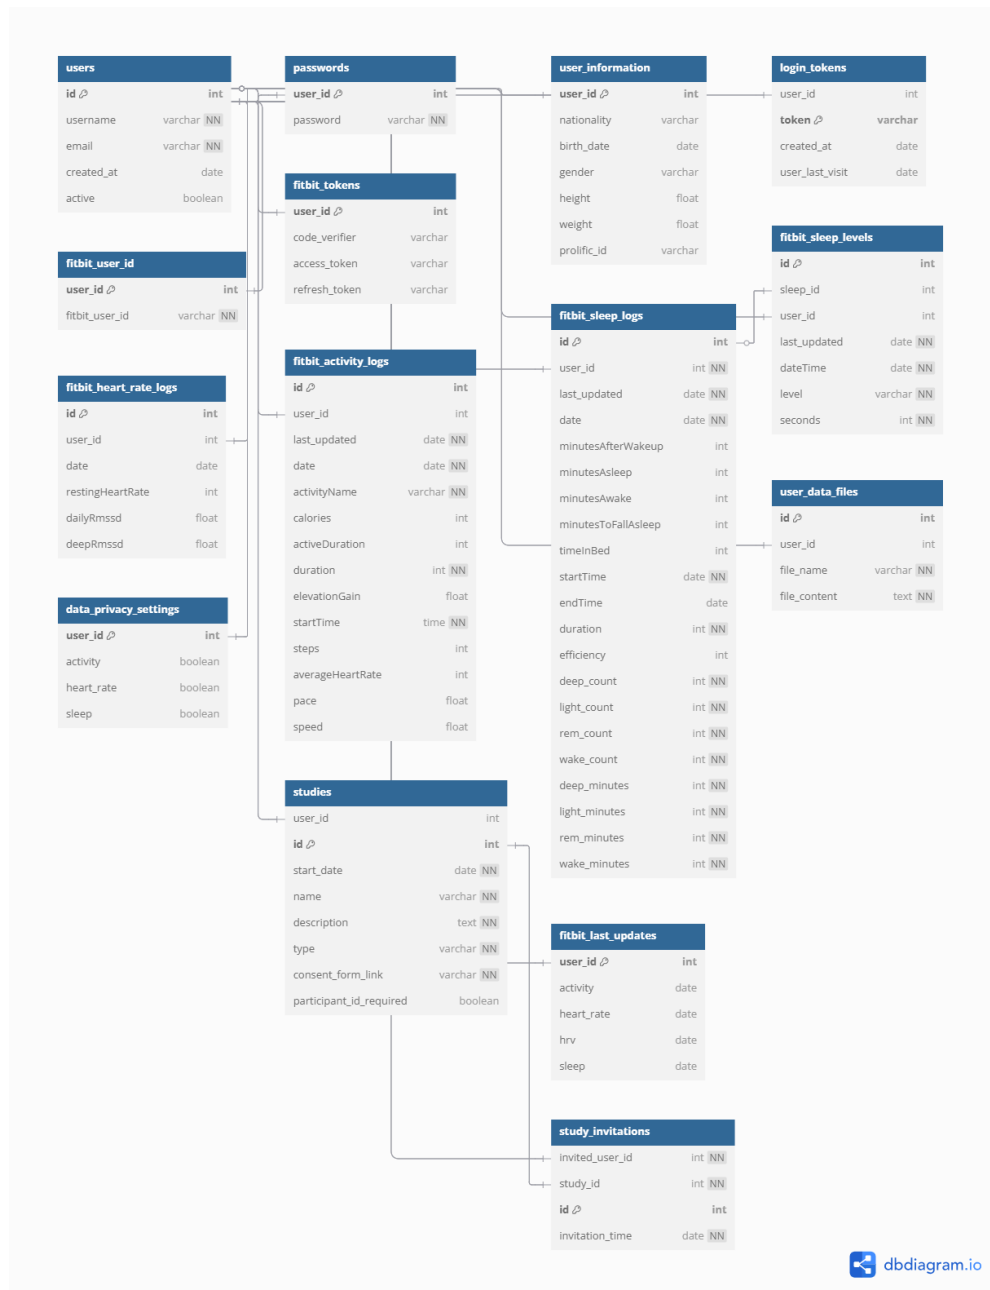 users
id int
username varchar NN
email varchar NN
created_at date
active boolean
passwords
user_id int
password varchar NN
user_information
user_id int
nationality varchar
birth_date date
gender varchar
height float
weight float
prolific_id varchar
login_tokens
user_id int
token varchar
created_at date
user_last_visit date
fitbit_tokens
user_id int
code_verifier varchar
access_token varchar
refresh_token varchar
fitbit_user_id
user_id int
fitbit_user_id varchar NN
fitbit_sleep_levels
id int
sleep_id int
user_id int
last_updated date NN
dateTime date NN
level varchar NN
seconds int NN
fitbit_sleep_logs
id int
user_id int NN
last_updated date NN
date date NN
minutesAfterWakeup int
minutesAsleep int
minutesAwake int
minutesToFallAsleep int
timeInBed int
startTime date NN
endTime date
duration int NN
efficiency int
deep_count int NN
light_count int NN
rem_count int NN
wake_count int NN
deep_minutes int NN
light_minutes int NN
rem_minutes int NN
wake_minutes int NN
fitbit_activity_logs
id int
user_id int
last_updated date NN
date date NN
activityName varchar NN
calories int
activeDuration int
duration int NN
elevationGain float
startTime time NN
steps int
averageHeartRate int
pace float
speed float
fitbit_heart_rate_logs
id int
user_id int
date date
restingHeartRate int
dailyRmssd float
deepRmssd float
user_data_files
id int
user_id int
file_name varchar NN
file_content text NN
data_privacy_settings
user_id int
activity boolean
heart_rate boolean
sleep boolean
studies
user_id int
id int
start_date date NN
name varchar NN
description text NN
type varchar NN
consent_form_link varchar NN
participant_id_required boolean
fitbit_last_updates
user_id int
activity date
heart_rate date
hrv date
sleep date
study_invitations
invited_user_id int NN
study_id int NN
id int
invitation_time date NN
dbdiagram.io